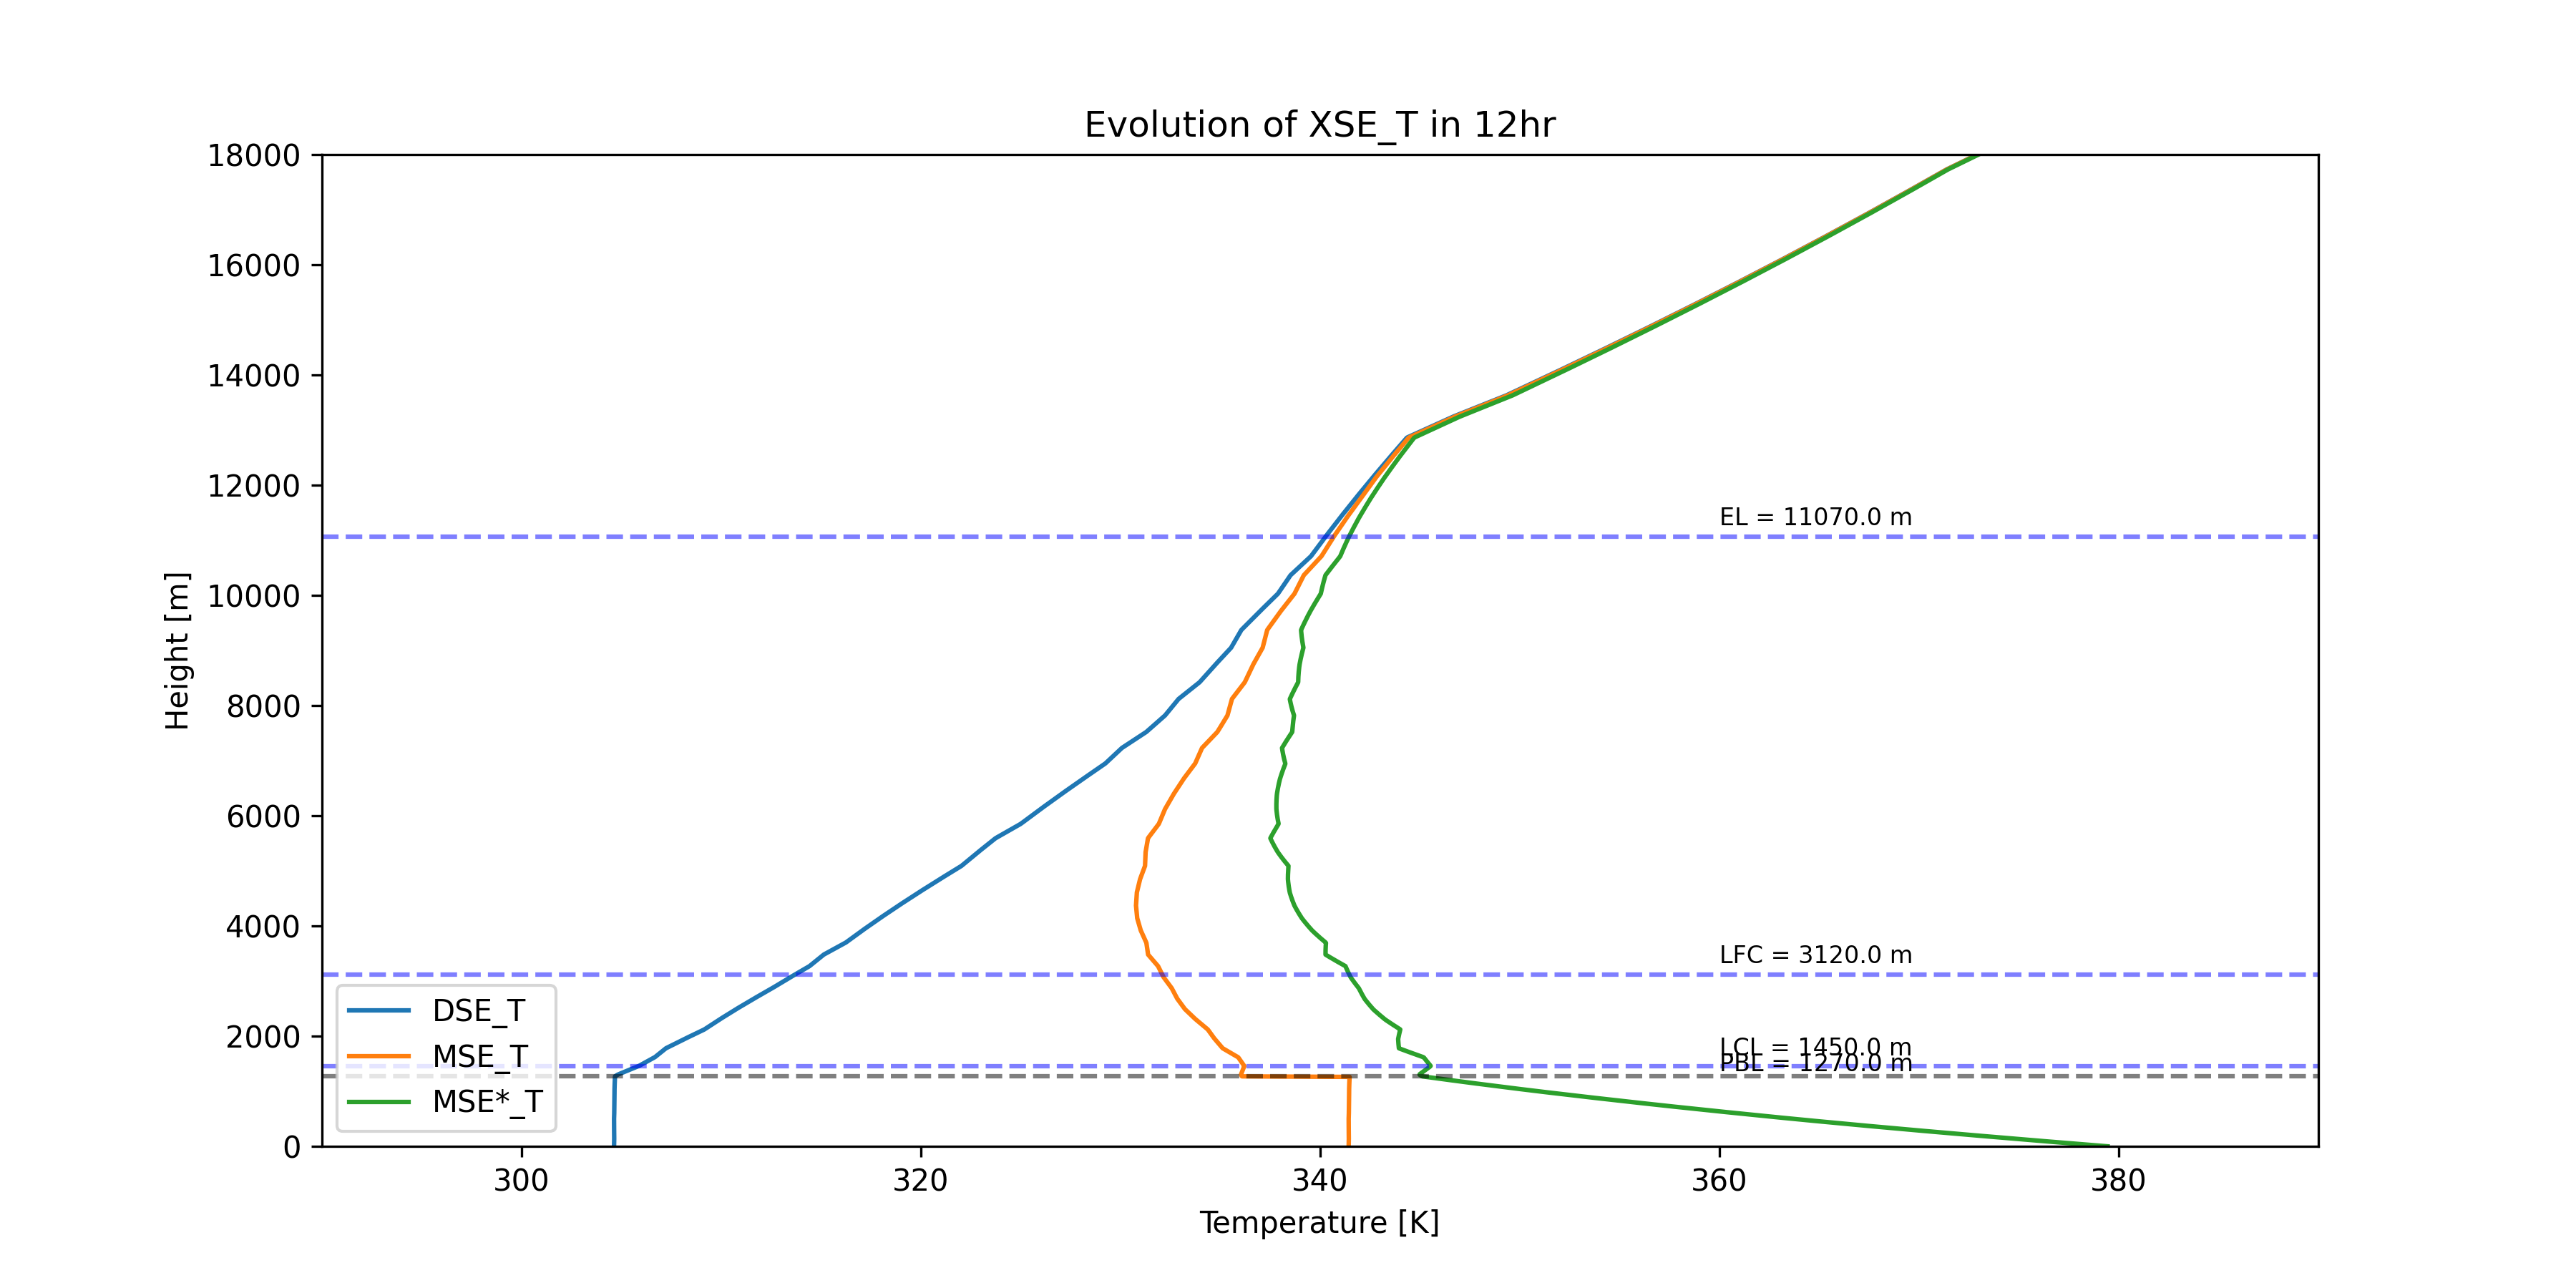 Evolution of XSE_T in 12hr
18000
16000
14000
12000
10000
8000
6000
4000
2000
0
Height [m]
EL = 11070.0 m
LFC = 3120.0 m
LCL = 1450.0 m
PBL = 1270.0 m
DSE_T
MSE_T
MSE*_T
300 320 340 360 380
Temperature [K]